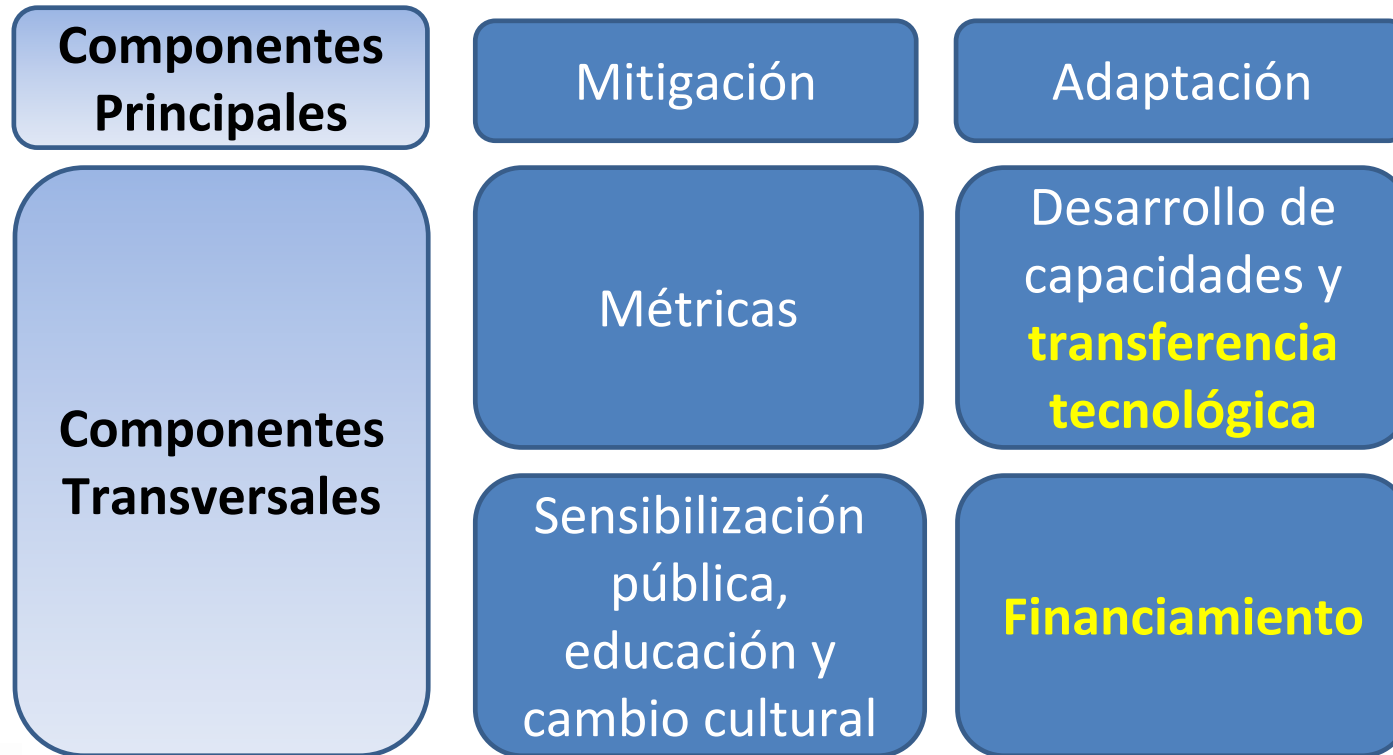 Componentes
Principales
Mitigación
Adaptación
Componentes
Transversales
Métricas
Desarrollo de
capacidades y
transferencia
tecnológica
Sensibilización
pública,
educación y
cambio cultural
Financiamiento